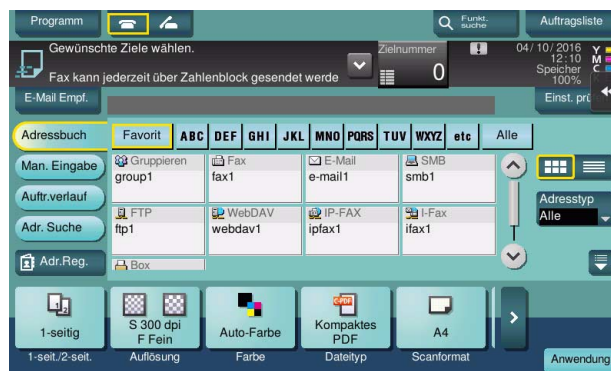 Programm
Funkt.
suche
Auftragsliste
Gewünschte Ziele wählen.
Fax kann jederzeit über Zahlenblock gesendet werde
Zielnummer
0
04/10/2016
12:10
Speicher
100%
Y
M
C
E-Mail Empf.
Einst.
Adressbuch
Favorit ABC DEF GHI JKL MNO PQRS TUV WXYZ etc Alle
Man. Eingabe
Auftr.verlauf
Adr. Suche
Adr.Reg.
Gruppieren
group1
Fax
fax1
E-Mail
e-mail1
SMB
smb1
FTP
ftp1
WebDAV
webdav1
IP-FAX
ipfax1
I-Fax
ifax1
Box
Adresstyp
Alle
1-seitig
1-seit./2-seit.
S 300 dpi
F Fein
Auflösung
Auto-Farbe
Farbe
C-PDF
Kompaktes
PDF
Dateityp
A4
Scanformat
Anwendung